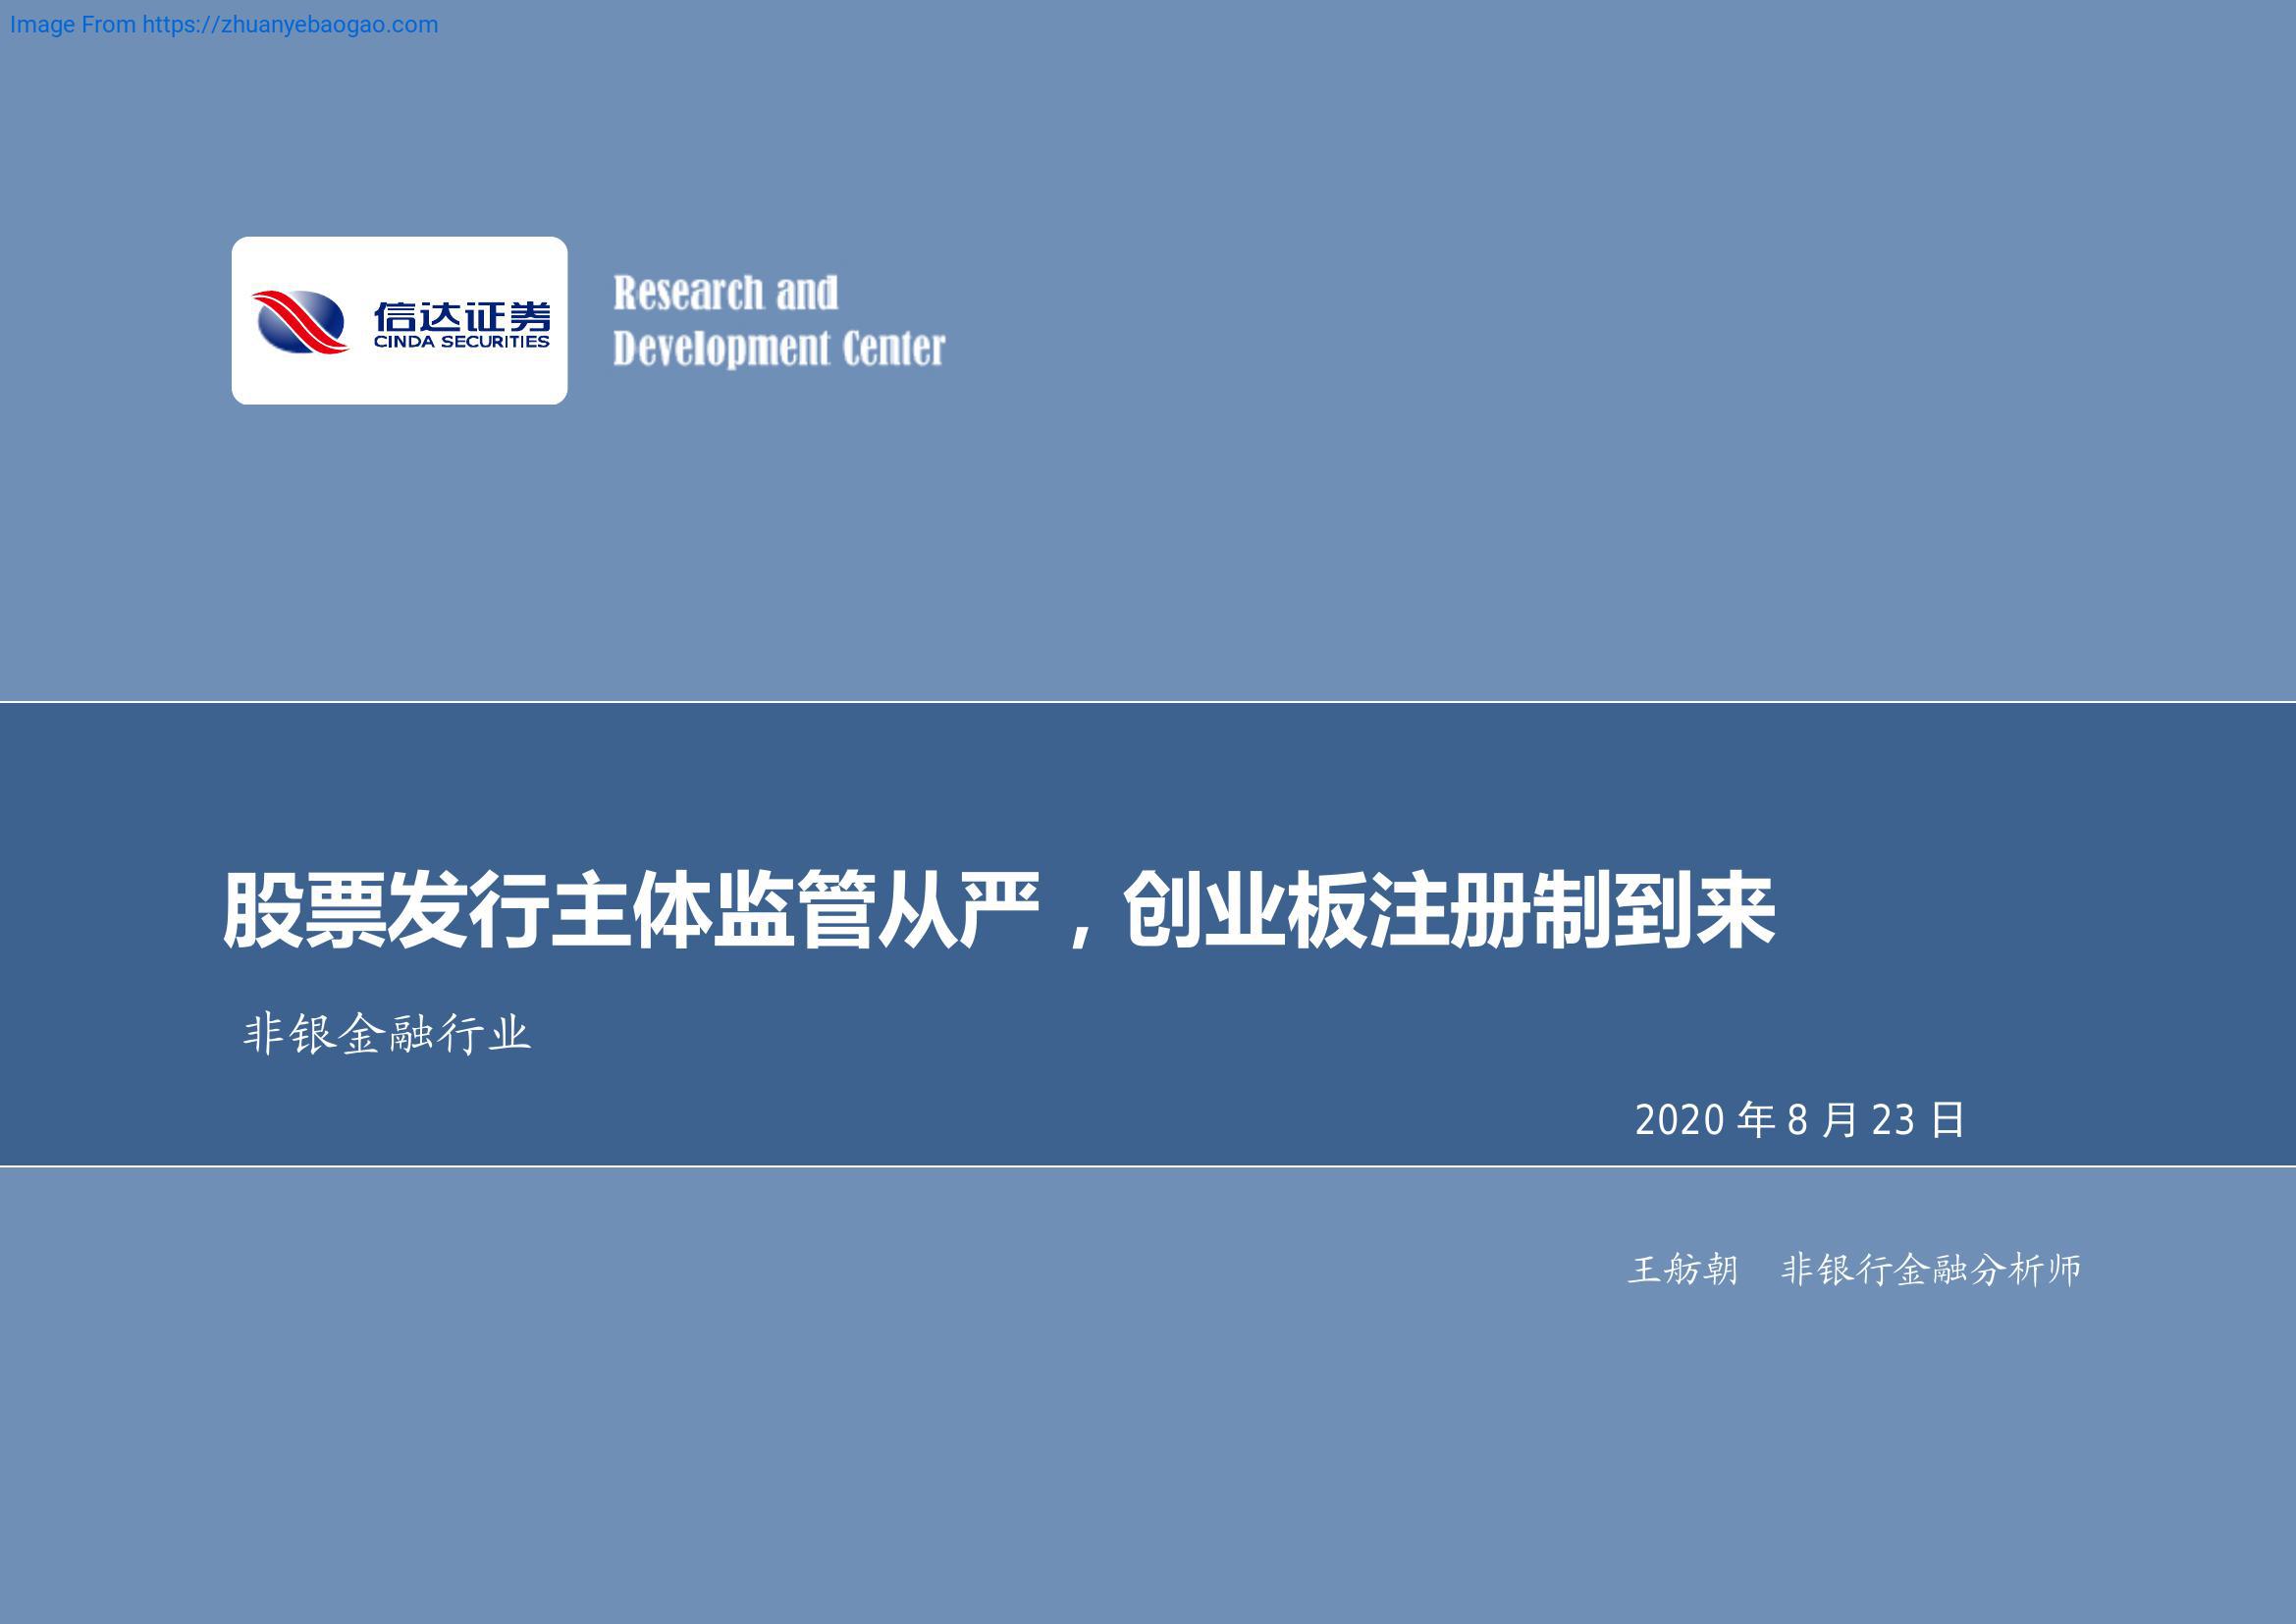 Image From https://zhuanyebaogao.com
信达证券
CINDA SECURITIES
Research and
Development Center
股票发行主体监管从严，创业板注册制到来
非银金融行业
2020 年 8 月 23 日
王舫朝 非银行金融分析师